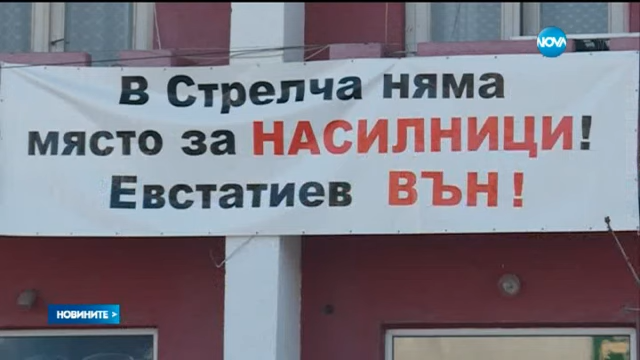 NOVA
В Стрелча няма
място за НАСИЛНИЦИ!
Евстатиев ВЪН!
НОВИНИТЕ